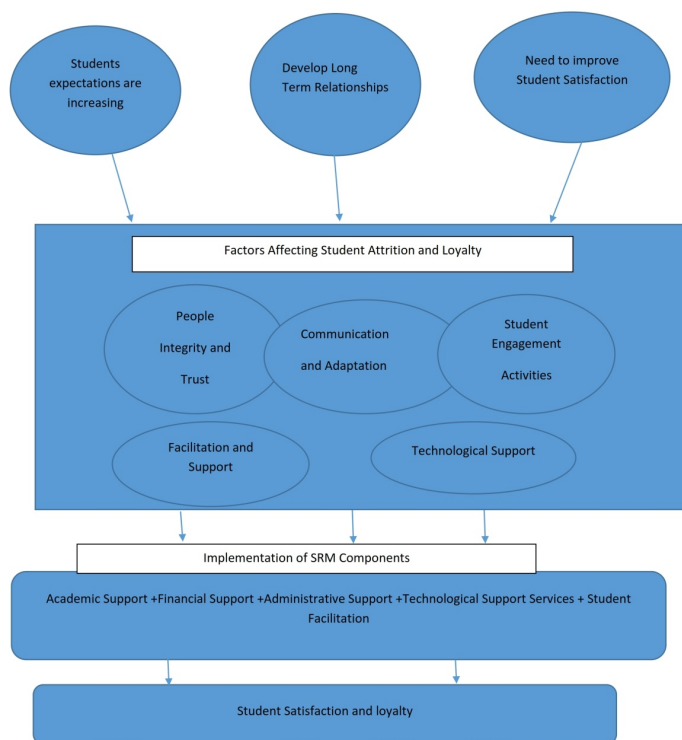 Students
expectations are
increasing
Develop Long
Term Relationships
Need to improve
Student Satisfaction
Factors Affecting Student Attrition and Loyalty
People
Integrity and
Trust
Communication
and Adaptation
Student
Engagement
Activities
Facilitation and
Support
Technological Support
Implementation of SRM Components
Academic Support +Financial Support +Administrative Support +Technological Support Services + Student
Facilitation
Student Satisfaction and loyalty